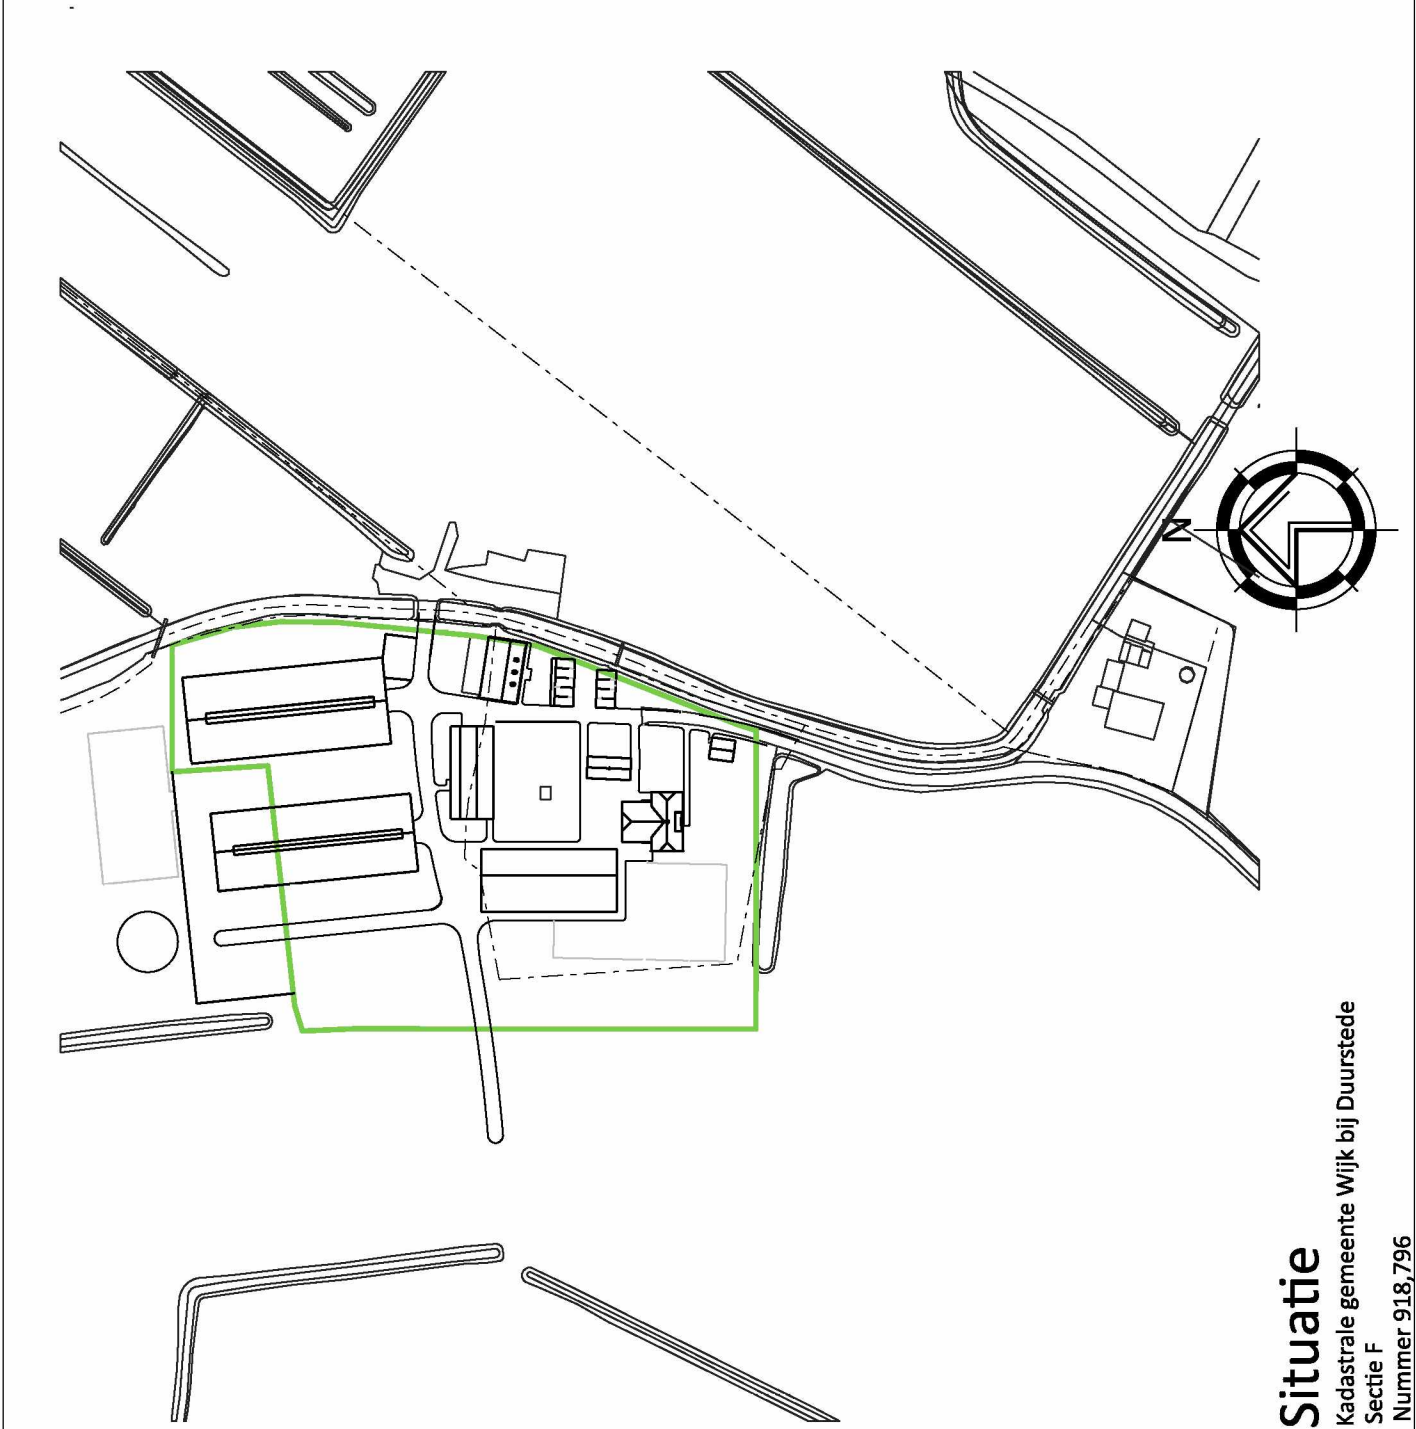 N
Situatie
Kadastrale gemeente Wijk bij Duurstede
Sectie F
Nummer 918,796